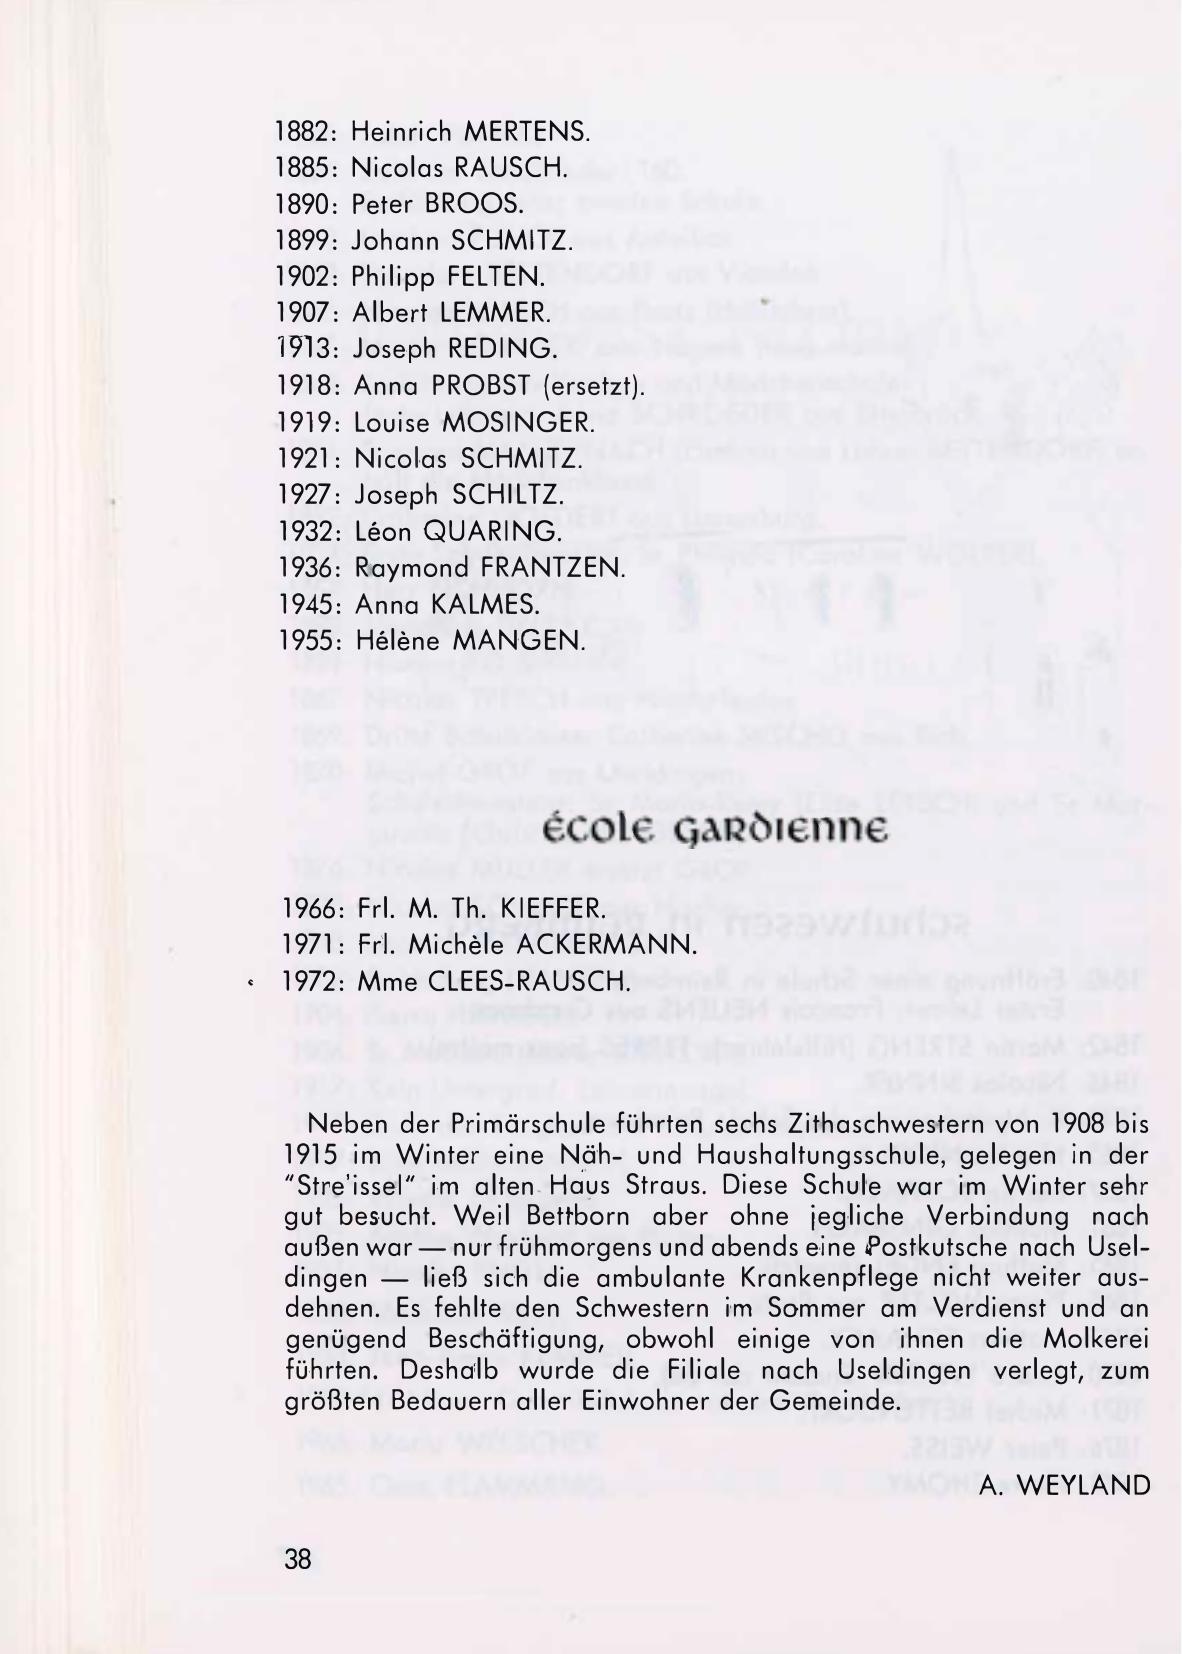 1882: Heinrich MERTENS.
1885: Nicolas RAUSCH.
1890: Peter BROOS.
1899: Johann SCHMITZ.
1902: Philipp FELTEN.
1907: Albert LEMMER.
1913: Joseph REDING.
1918: Anna PROBST (ersetzt).
1919: Louise MOSINGER.
1921: Nicolas SCHMITZ.
1927: Joseph SCHILTZ.
1932: Léon QUARING.
1936: Raymond FRANTZEN.
1945: Anna KALMES.
1955: Hélène MANGEN.
école gardienne
1966: Frl. M. Th. KIEFFER.
1971: Frl. Michèle ACKERMANN.
1972: Mme CLEES-RAUSCH.
Neben der Primärschule führten sechs Zithaschwestern von 1908 bis
1915 im Winter eine Näh- und Haushaltungsschule, gelegen in der
"Stre'issel" im alten Haus Straus. Diese Schule war im Winter sehr
gut besucht. Weil Bettborn aber ohne jegliche Verbindung nach
außen war — nur frühmorgens und abends eine Postkutsche nach Usel-
dingen — ließ sich die ambulante Krankenpflege nicht weiter aus-
dehnen. Es fehlte den Schwestern im Sommer am Verdienst und an
genügend Beschäftigung, obwohl einige von ihnen die Molkerei
führten. Deshalb wurde die Filiale nach Useldingen verlegt, zum
größten Bedauern aller Einwohner der Gemeinde.
A. WEYLAND
38